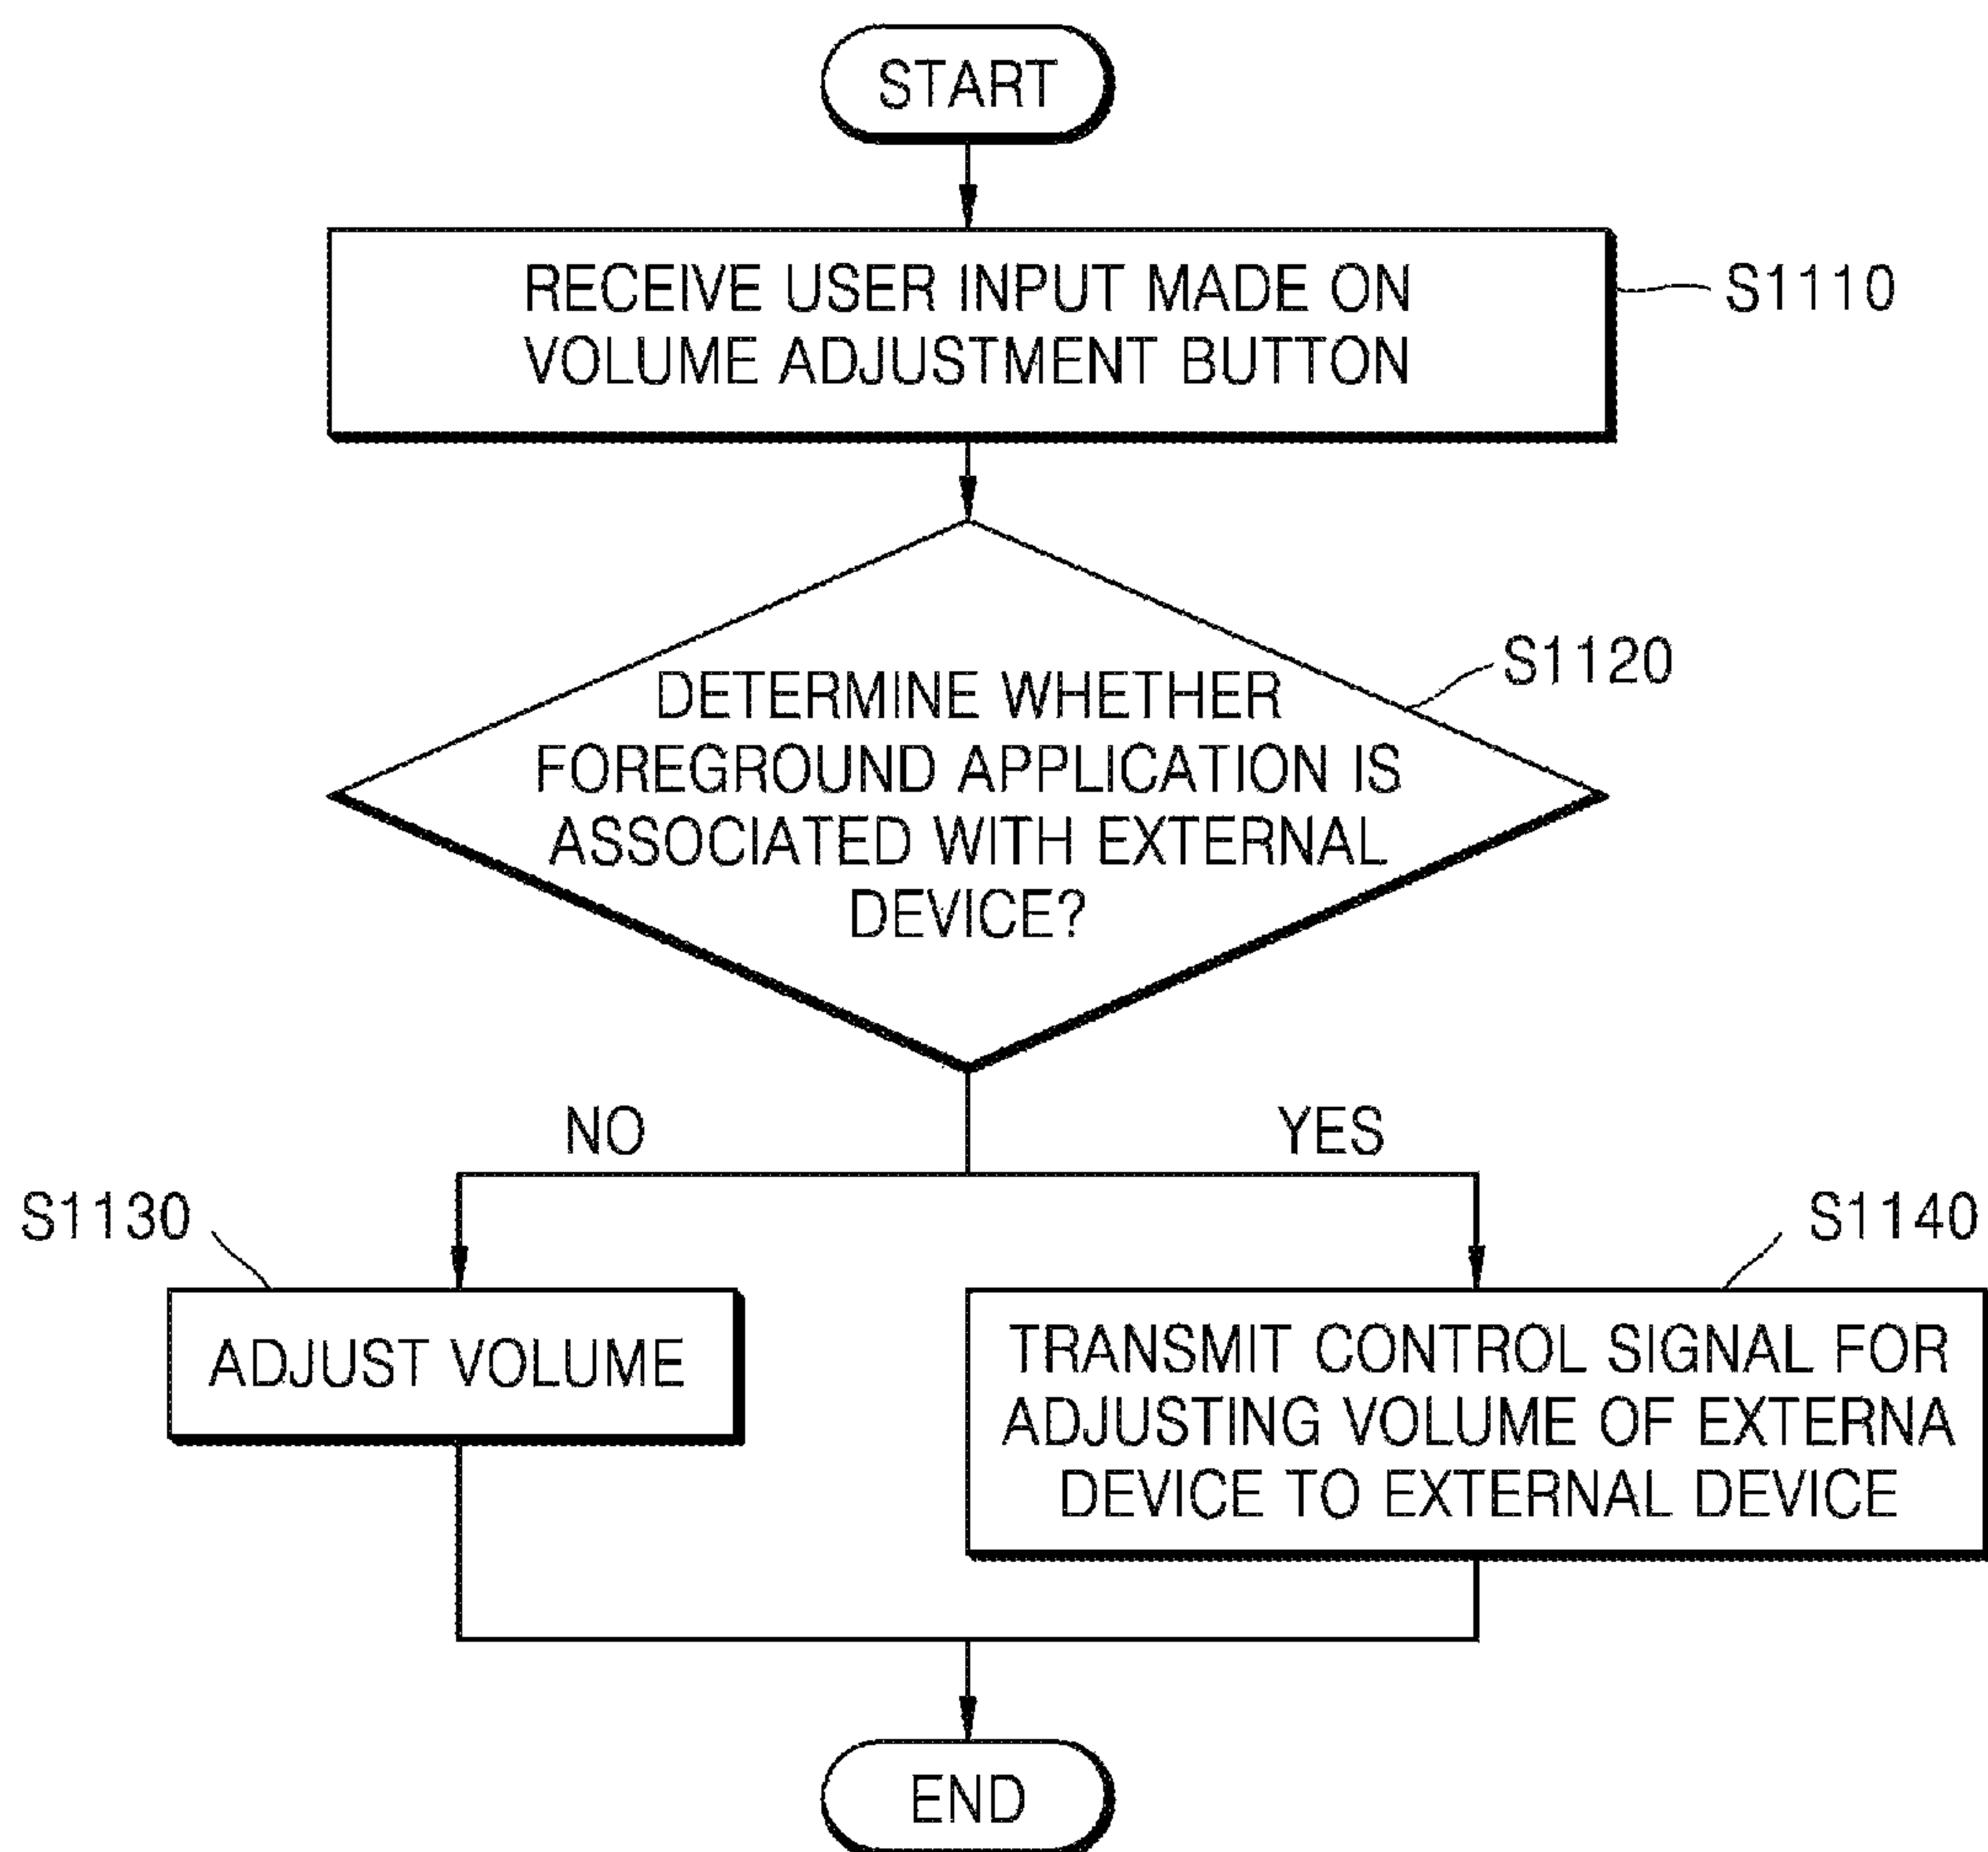 START
RECEIVE USER INPUT MADE ON
VOLUME ADJUSTMENT BUTTON
S1110
DETERMINE WHETHER
FOREGROUND APPLICATION IS
ASSOCIATED WITH EXTERNAL
DEVICE?
S1120
NO
YES
S1130
S1140
ADJUST VOLUME
TRANSMIT CONTROL SIGNAL FOR
ADJUSTING VOLUME OF EXTERNA
DEVICE TO EXTERNAL DEVICE
END